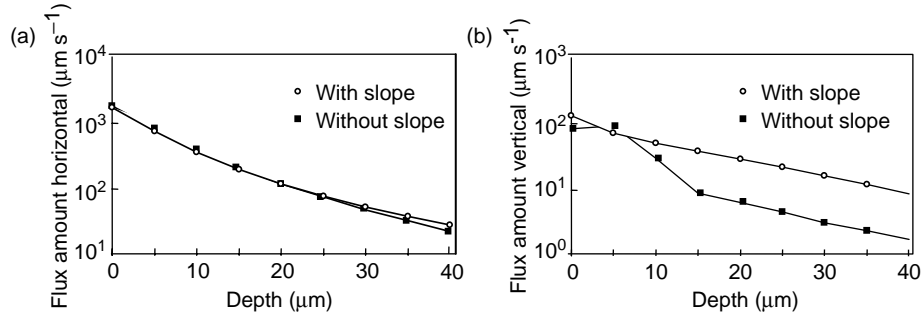 (a)
Flux amount horizontal (μm s⁻¹)
10⁴
10³
10²
10¹
With slope
Without slope
0 10 20 30 40
Depth (μm)
(b)
Flux amount vertical (μm s⁻¹)
10³
10²
10¹
10⁰
With slope
Without slope
0 10 20 30 40
Depth (μm)